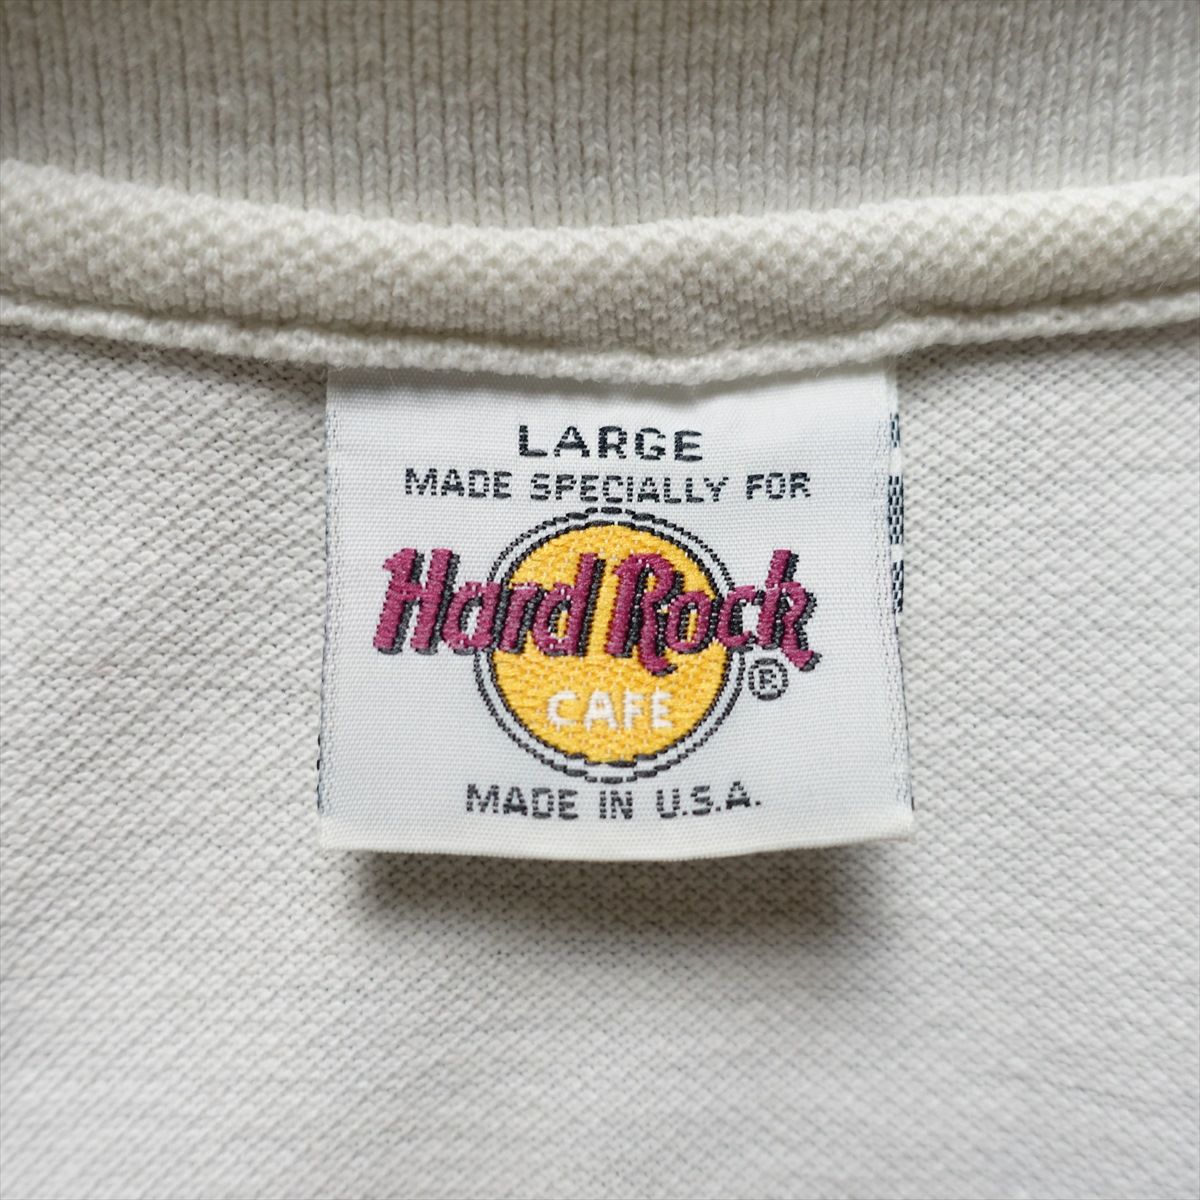 LARGE
MADE SPECIALLY FOR
Hard Rock
CAFE ®
MADE IN U.S.A.